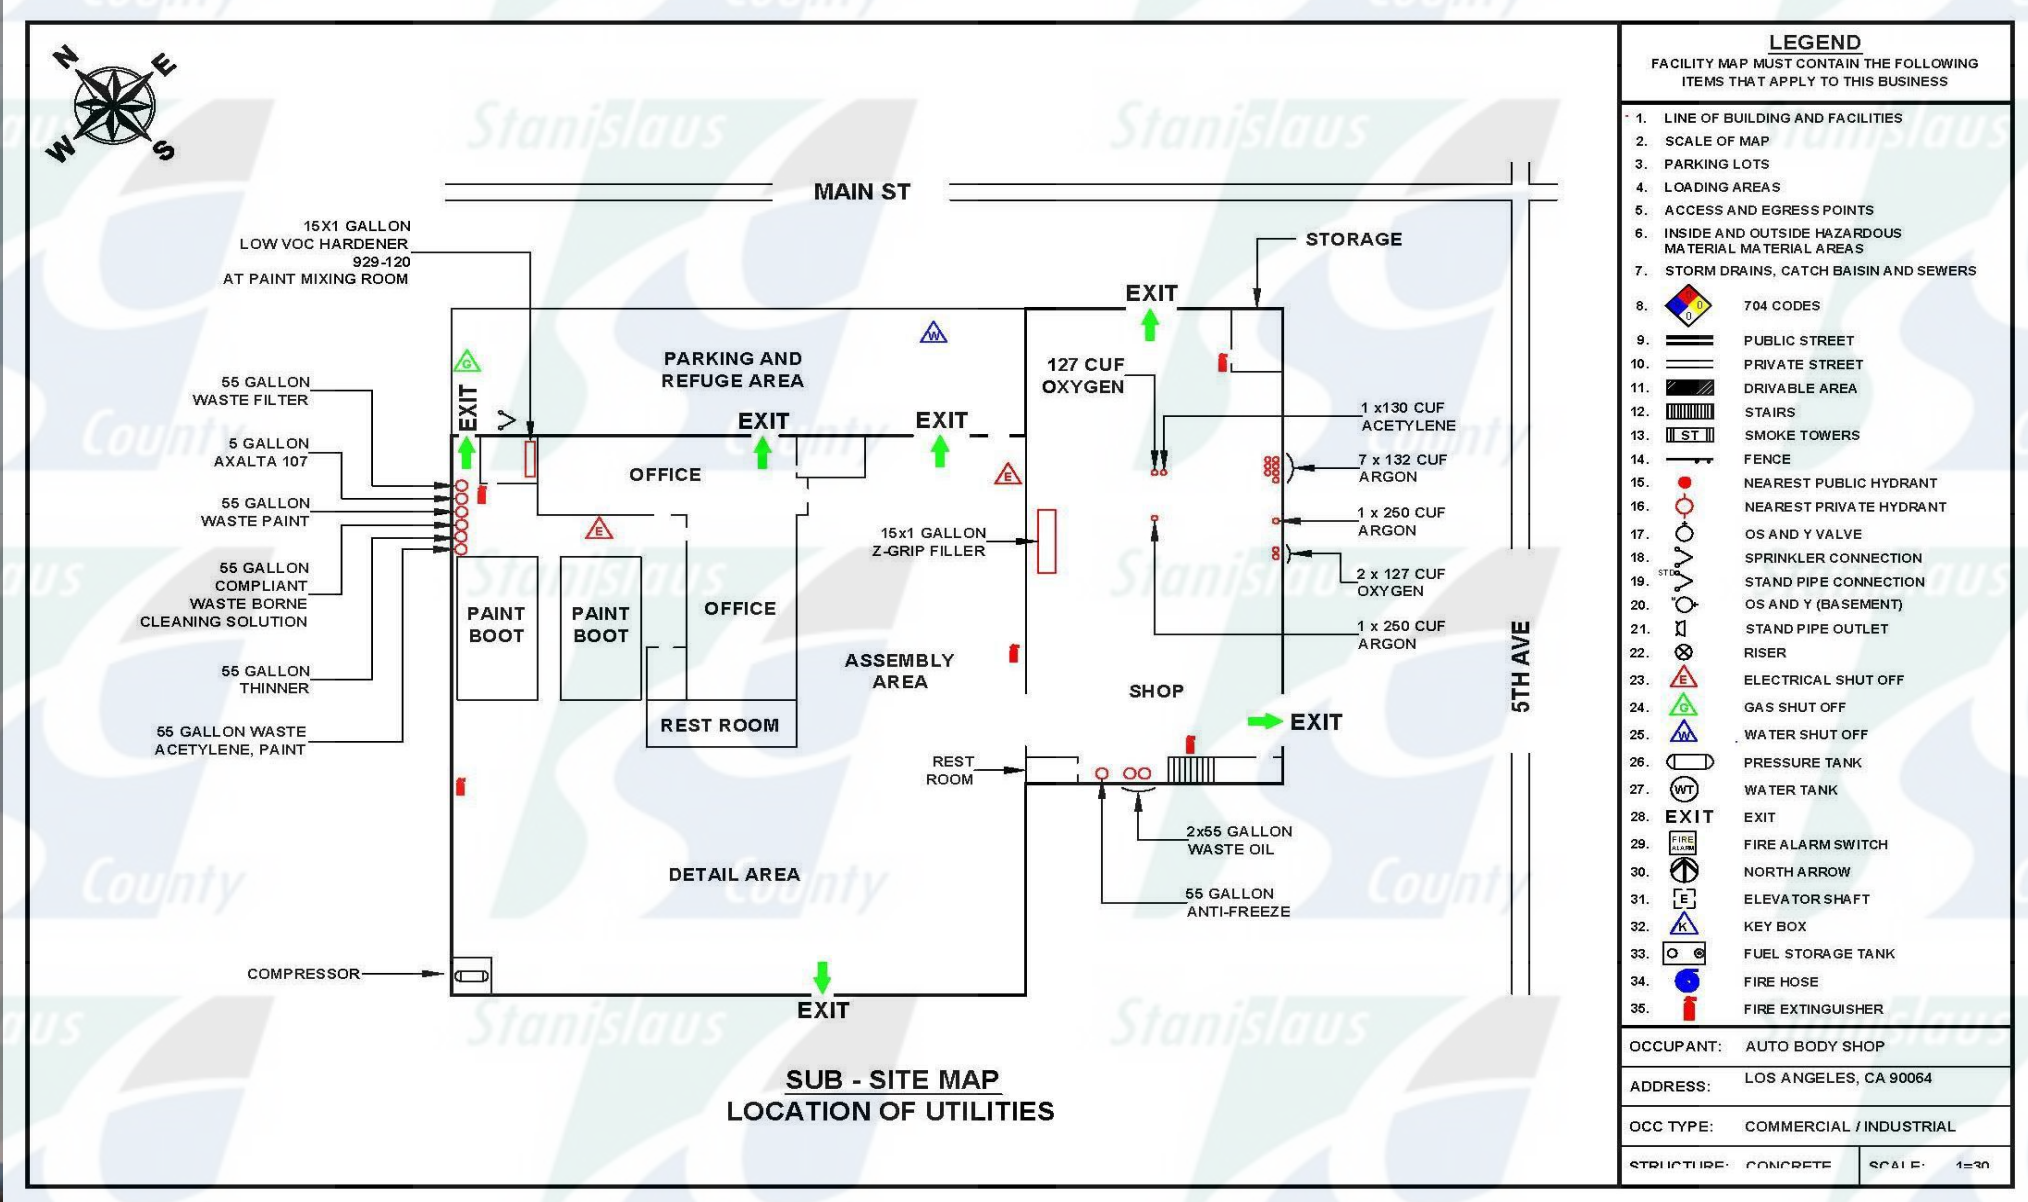 N
E
W
S
MAIN ST
15X1 GALLON
LOW VOC HARDENER
929-120
AT PAINT MIXING ROOM
STORAGE
EXIT
PARKING AND
REFUGE AREA
W
G
EXIT
127 CUF
OXYGEN
55 GALLON
WASTE FILTER
EXIT
EXIT
1 x130 CUF
ACETYLENE
5 GALLON
AXALTA 107
OFFICE
E
7 x 132 CUF
ARGON
55 GALLON
WASTE PAINT
E
15x1 GALLON
Z-GRIP FILLER
1 x 250 CUF
ARGON
55 GALLON
COMPLIANT
WASTE BORNE
CLEANING SOLUTION
PAINT
BOOT
PAINT
BOOT
OFFICE
2 x 127 CUF
OXYGEN
1 x 250 CUF
ARGON
55 GALLON
THINNER
ASSEMBLY
AREA
SHOP
5TH AVE
55 GALLON WASTE
ACETYLENE, PAINT
REST ROOM
EXIT
REST
ROOM
2x55 GALLON
WASTE OIL
DETAIL AREA
55 GALLON
ANTI-FREEZE
COMPRESSOR
EXIT
SUB - SITE MAP
LOCATION OF UTILITIES
LEGEND
FACILITY MAP MUST CONTAIN THE FOLLOWING
ITEMS THAT APPLY TO THIS BUSINESS
1. LINE OF BUILDING AND FACILITIES
2. SCALE OF MAP
3. PARKING LOTS
4. LOADING AREAS
5. ACCESS AND EGRESS POINTS
6. INSIDE AND OUTSIDE HAZARDOUS
MATERIAL MATERIAL AREAS
7. STORM DRAINS, CATCH BAISIN AND SEWERS
8. 0 0 0 704 CODES
9. PUBLIC STREET
10. PRIVATE STREET
11. DRIVABLE AREA
12. STAIRS
13. ST SMOKE TOWERS
14. FENCE
15. NEAREST PUBLIC HYDRANT
16. NEAREST PRIVATE HYDRANT
17. OS AND Y VALVE
18. SPRINKLER CONNECTION
19. STD STAND PIPE CONNECTION
20. OS AND Y (BASEMENT)
21. STAND PIPE OUTLET
22. RISER
23. E ELECTRICAL SHUT OFF
24. G GAS SHUT OFF
25. W WATER SHUT OFF
26. PRESSURE TANK
27. WT WATER TANK
28. EXIT EXIT
29. FIRE ALARM FIRE ALARM SWITCH
30. NORTH ARROW
31. E ELEVATOR SHAFT
32. K KEY BOX
33. FUEL STORAGE TANK
34. FIRE HOSE
35. FIRE EXTINGUISHER
OCCUPANT: AUTO BODY SHOP
ADDRESS: LOS ANGELES, CA 90064
OCC TYPE: COMMERCIAL / INDUSTRIAL
STRUCTURE: CONCRETE SCALE: 1=30
Stanislaus
County
Stanislaus
County
Stanislaus
County
Stanislaus
County
Stanislaus
Stanislaus